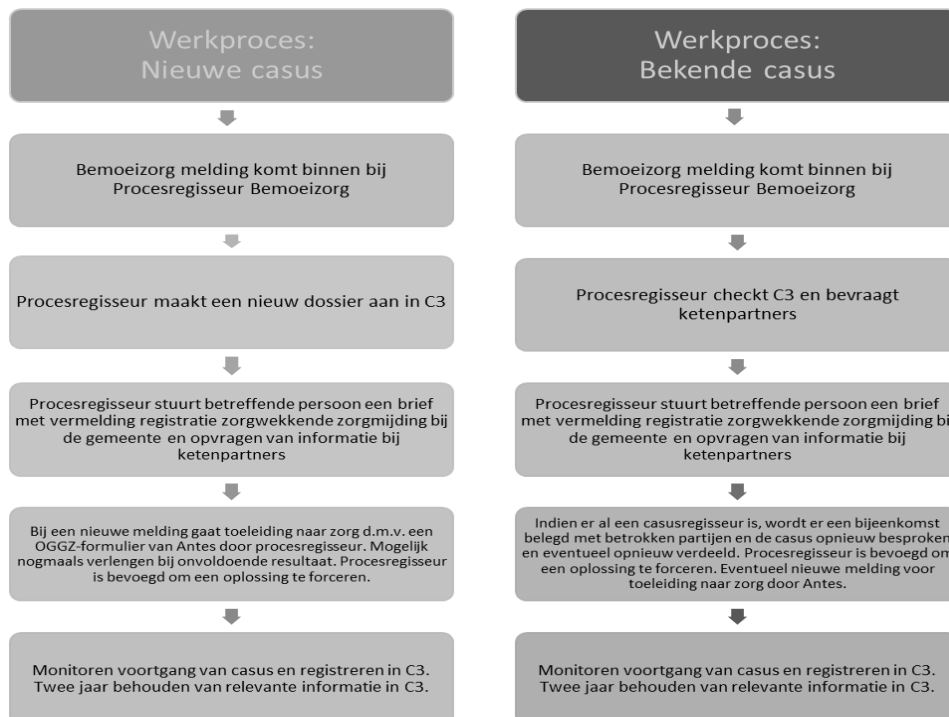 Werkproces:
Nieuwe casus
Bemoeizorg melding komt binnen bij
Procesregisseur Bemoeizorg
Procesregisseur maakt een nieuw dossier aan in C3
Procesregisseur stuurt betreffende persoon een brief
met vermelding registratie zorgwekkende zorgmijding bij
de gemeente en opvragen van informatie bij
ketenpartners
Bij een nieuwe melding gaat toeleiding naar zorg d.m.v. een
OGGZ-formulier van Antes door procesregisseur. Mogelijk
nogmaals verlengen bij onvoldoende resultaat. Procesregisseur
is bevoegd om een oplossing te forceren.
Monitoren voortgang van casus en registreren in C3.
Twee jaar behouden van relevante informatie in C3.
Werkproces:
Bekende casus
Bemoeizorg melding komt binnen bij
Procesregisseur Bemoeizorg
Procesregisseur checkt C3 en bevraagt
ketenpartners
Procesregisseur stuurt betreffende persoon een brief
met vermelding registratie zorgwekkende zorgmijding bij
de gemeente en opvragen van informatie bij
ketenpartners
Indien er al een casusregisseur is, wordt er een bijeenkomst
belegd met betrokken partijen en de casus opnieuw besproken
en eventueel opnieuw verdeeld. Procesregisseur is bevoegd om
een oplossing te forceren. Eventueel nieuwe melding voor
toeleiding naar zorg door Antes.
Monitoren voortgang van casus en registreren in C3.
Twee jaar behouden van relevante informatie in C3.